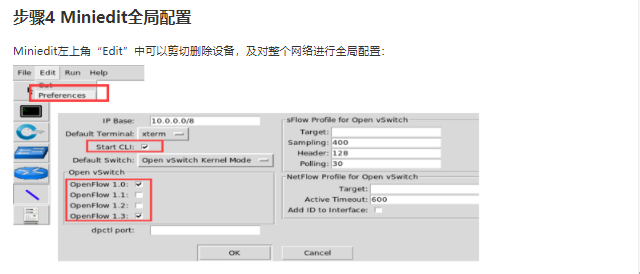 步骤4 Miniedit全局配置
Miniedit左上角“Edit”中可以剪切删除设备，及对整个网络进行全局配置：
File Edit Run Help
Cut
Preferences
IP Base: 10.0.0.0/8
Default Terminal: xterm
Start CLI:
Default Switch: Open vSwitch Kernel Mode
Open vSwitch
OpenFlow 1.0:
OpenFlow 1.1:
OpenFlow 1.2:
OpenFlow 1.3:
dpctl port:
sFlow Profile for Open vSwitch
Target:
Sampling: 400
Header: 128
Polling: 30
NetFlow Profile for Open vSwitch
Target:
Active Timeout: 600
Add ID to Interface:
OK Cancel